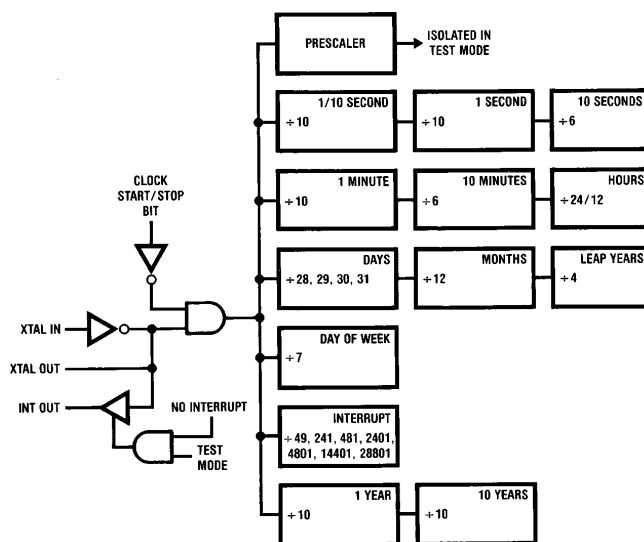 PRESCALER
ISOLATED IN
TEST MODE
1/10 SECOND
÷10
1 SECOND
÷10
10 SECONDS
÷6
1 MINUTE
÷10
10 MINUTES
÷6
HOURS
÷24/12
CLOCK
START/STOP
BIT
DAYS
÷28, 29, 30, 31
MONTHS
÷12
LEAP YEARS
÷4
XTAL IN
XTAL OUT
INT OUT
NO INTERRUPT
TEST
MODE
DAY OF WEEK
÷7
INTERRUPT
÷49, 241, 481, 2401,
4801, 14401, 28801
1 YEAR
÷10
10 YEARS
÷10